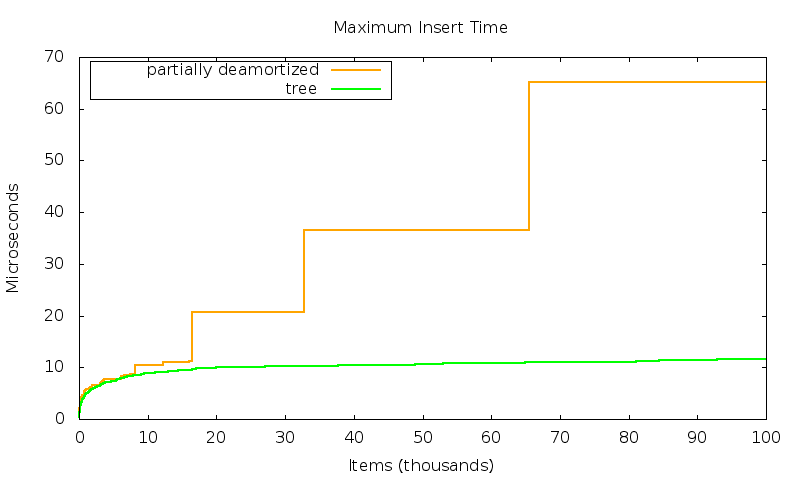 Maximum Insert Time
partially deamortized
tree
Microseconds
70
60
50
40
30
20
10
0
0 10 20 30 40 50 60 70 80 90 100
Items (thousands)